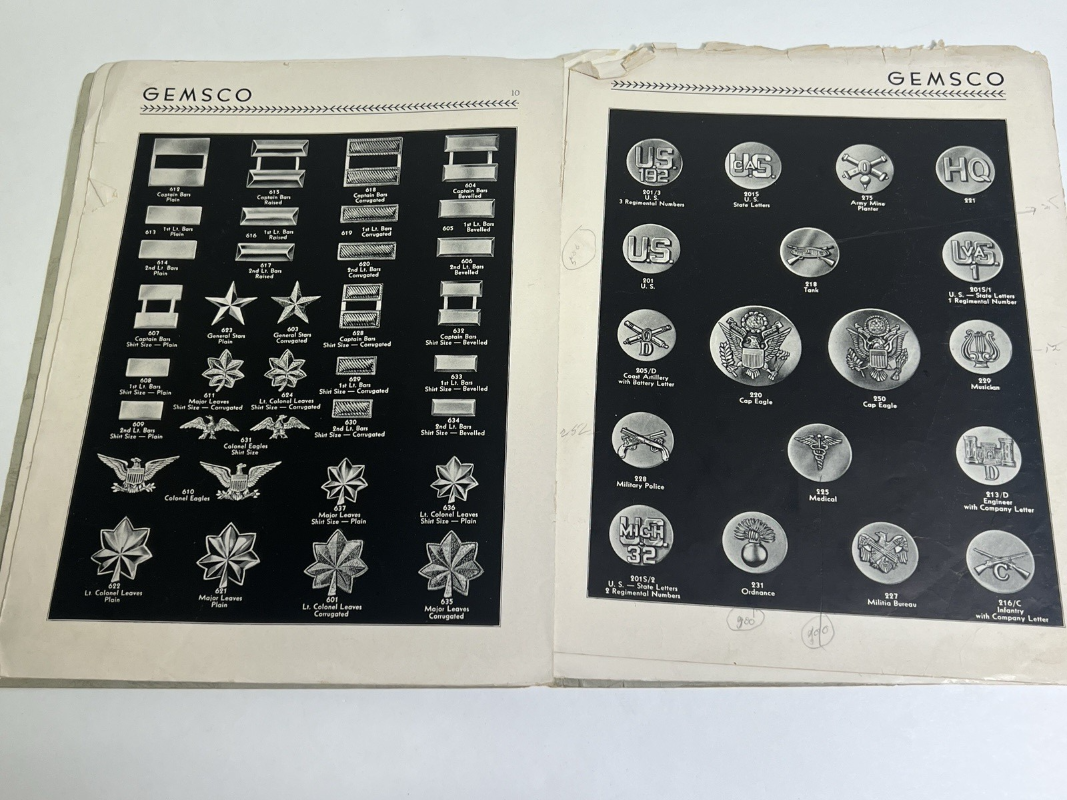 GEMSCO
10
612
Captain Bars
Plain
615
Captain Bars
Raised
618
Captain Bars
Corrugated
604
Captain Bars
Bevelled
613 1st Lt. Bars
Plain
616 1st Lt. Bars
Raised
619 1st Lt. Bars
Corrugated
605 1st Lt. Bars
Bevelled
614
2nd Lt. Bars
Plain
617
2nd Lt. Bars
Raised
620
2nd Lt. Bars
Corrugated
606
2nd Lt. Bars
Bevelled
607
Captain Bars
Shirt Size — Plain
623
General Stars
Plain
603
General Stars
Corrugated
628
Captain Bars
Shirt Size — Corrugated
632
Captain Bars
Shirt Size — Bevelled
608
1st Lt. Bars
Shirt Size — Plain
611
Major Leaves
Shirt Size — Corrugated
624
Lt. Colonel Leaves
Shirt Size — Corrugated
629
1st Lt. Bars
Shirt Size — Corrugated
633
1st Lt. Bars
Shirt Size — Bevelled
609
2nd Lt. Bars
Shirt Size — Plain
631
Colonel Eagles
Shirt Size
630
2nd Lt. Bars
Shirt Size — Corrugated
634
2nd Lt. Bars
Shirt Size — Bevelled
610
Colonel Eagles
637
Major Leaves
Shirt Size — Plain
636
Lt. Colonel Leaves
Shirt Size — Plain
622
Lt. Colonel Leaves
Plain
621
Major Leaves
Plain
601
Lt. Colonel Leaves
Corrugated
635
Major Leaves
Corrugated
GEMSCO
U.S.
192
201/3
U. S.
3 Regimental Numbers
U.S.
CA
201S
U. S.
State Letters
275
Army Mine
Planter
HQ
221
U.S.
201
U. S.
218
Tank
1
201S/1
U. S. — State Letters
1 Regimental Number
D
205/D
Coast Artillery
with Battery Letter
220
Cap Eagle
250
Cap Eagle
229
Musician
228
Military Police
225
Medical
D
213/D
Engineer
with Company Letter
U.S.
MICH
32
201S/2
U. S. — State Letters
2 Regimental Numbers
231
Ordnance
227
Militia Bureau
C
216/C
Infantry
with Company Letter
900